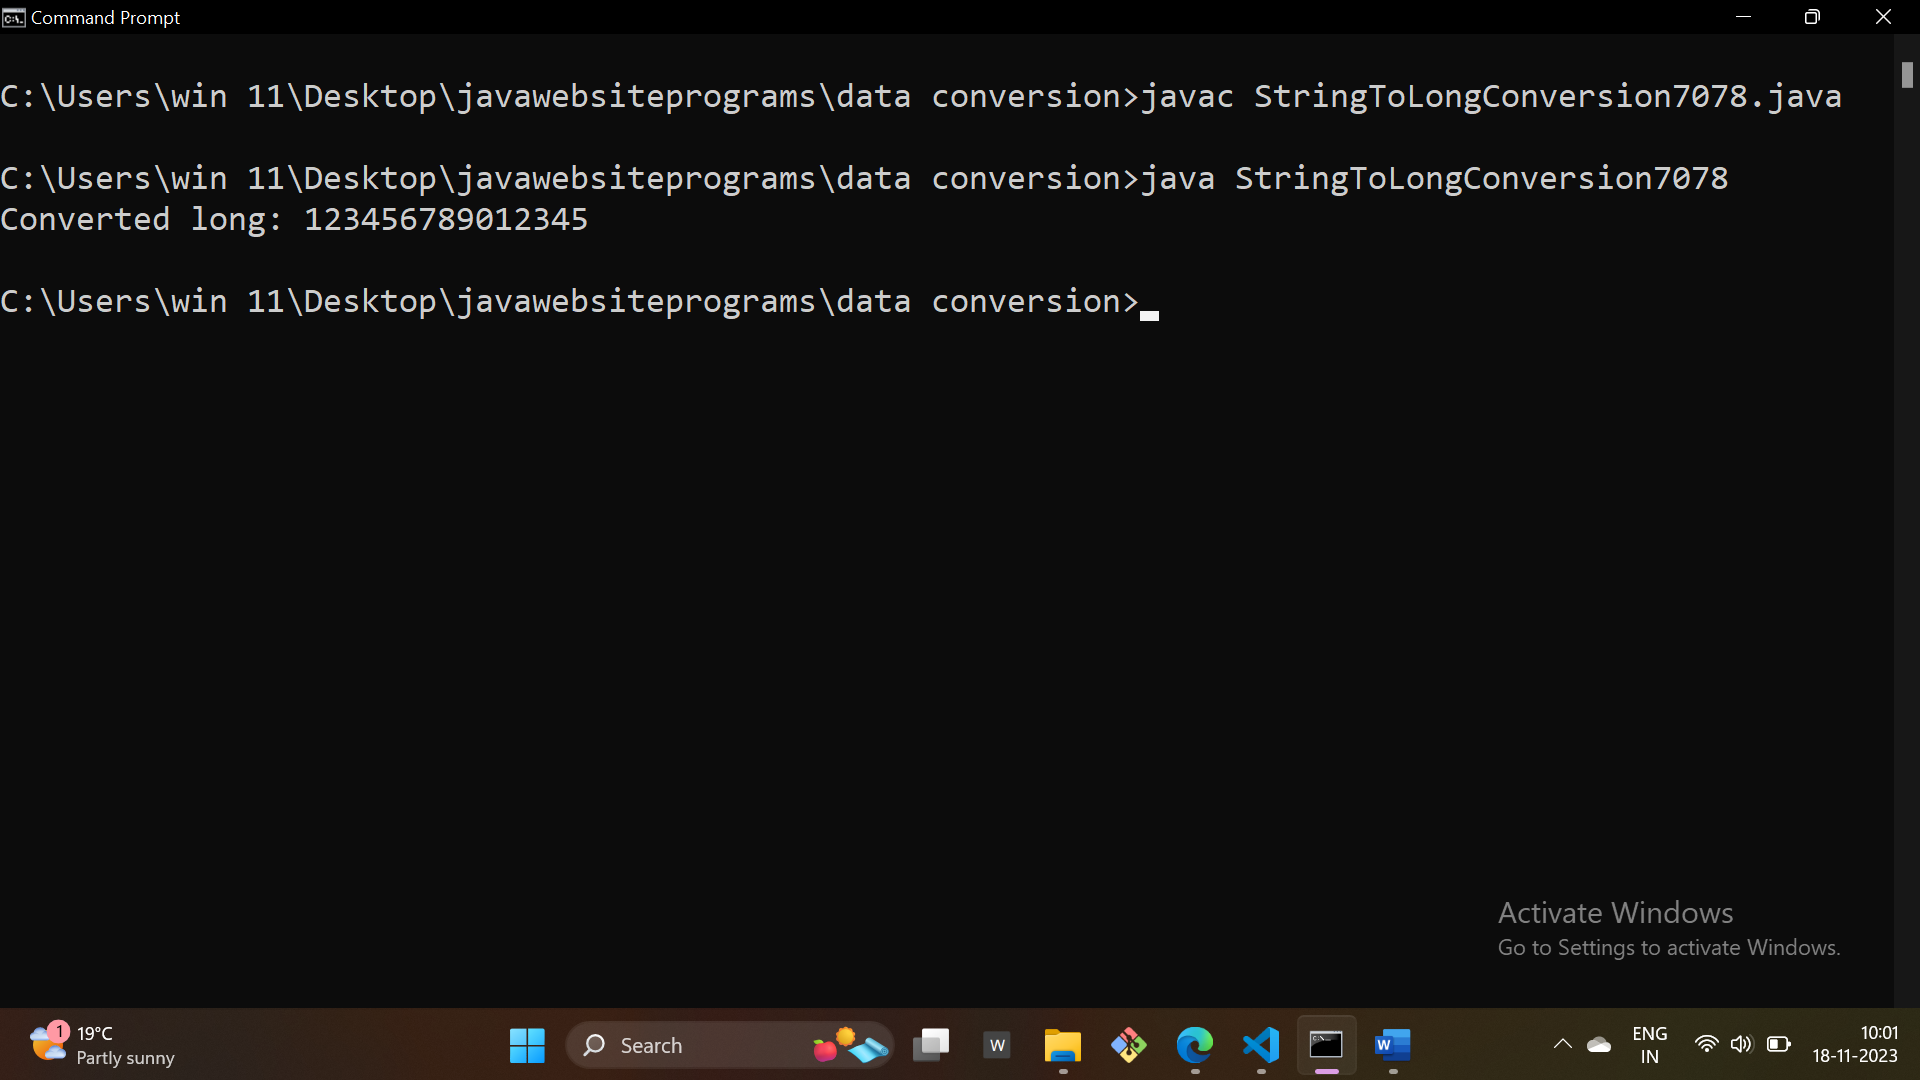 Command Prompt
C:\Users\win 11\Desktop\javawebsiteprograms\data conversion>javac StringToLongConversion7078.java
C:\Users\win 11\Desktop\javawebsiteprograms\data conversion>java StringToLongConversion7078
Converted long: 123456789012345
C:\Users\win 11\Desktop\javawebsiteprograms\data conversion>
Activate Windows
Go to Settings to activate Windows.
1
19°C
Partly sunny
Search
W
W
ENG
IN
10:01
18-11-2023